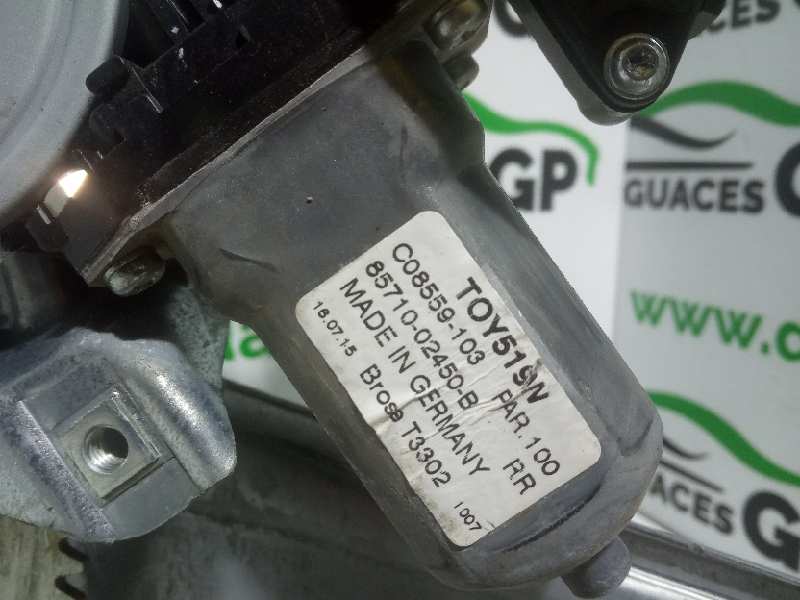 TOY519N
C08559-103 PAR.100
85710-02450-B RR
MADE IN GERMANY
16.07.15 Brose T3302 1007
GP
GUACES
www.
GUACES
GP